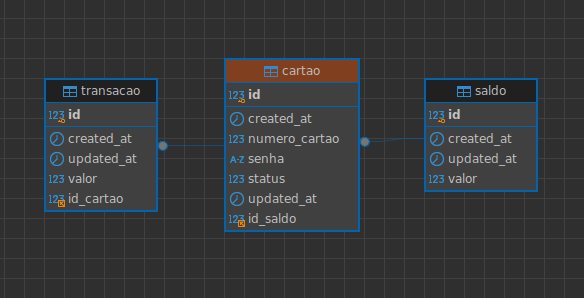 transacao
123 id
created_at
updated_at
123 valor
123 id_cartao
cartao
123 id
created_at
123 numero_cartao
A-Z senha
123 status
updated_at
123 id_saldo
saldo
123 id
created_at
updated_at
123 valor